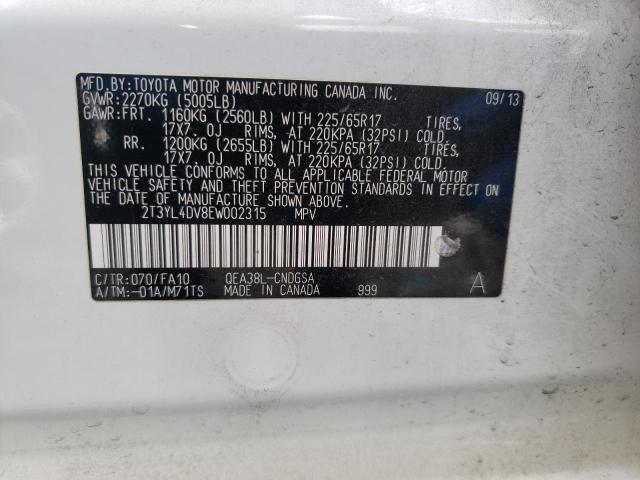 MFD.BY:TOYOTA MOTOR MANUFACTURING CANADA INC. 09/13
GVWR:2270KG (5005LB)
GAWR:FRT. 1160KG (2560LB) WITH 225/65R17 TIRES,
17X7.0J RIMS, AT 220KPA (32PSI) COLD.
RR. 1200KG (2655LB) WITH 225/65R17 TIRES,
17X7.0J RIMS, AT 220KPA (32PSI) COLD.
THIS VEHICLE CONFORMS TO ALL APPLICABLE FEDERAL MOTOR
VEHICLE SAFETY AND THEFT PREVENTION STANDARDS IN EFFECT ON
THE DATE OF MANUFACTURE SHOWN ABOVE.
2T3YL4DV8EW002315 MPV
C/TR:070/FA10 QEA38L-CNDGSA
A/TM:-01A/M71TS MADE IN CANADA 999 A